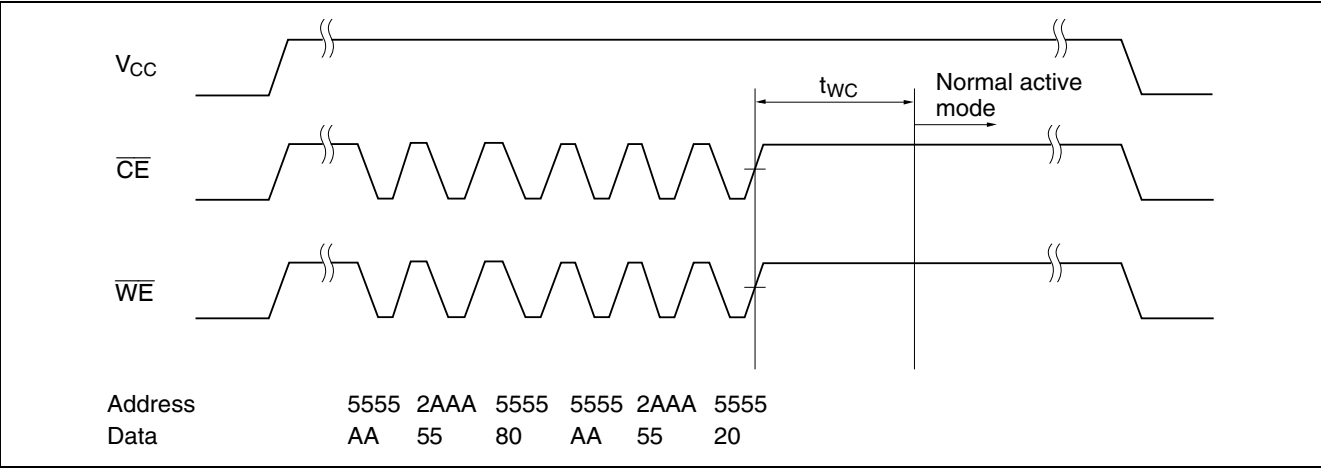 VCC
tWC
Normal active
mode
CE
WE
Address 5555 2AAA 5555 5555 2AAA 5555
Data AA 55 80 AA 55 20